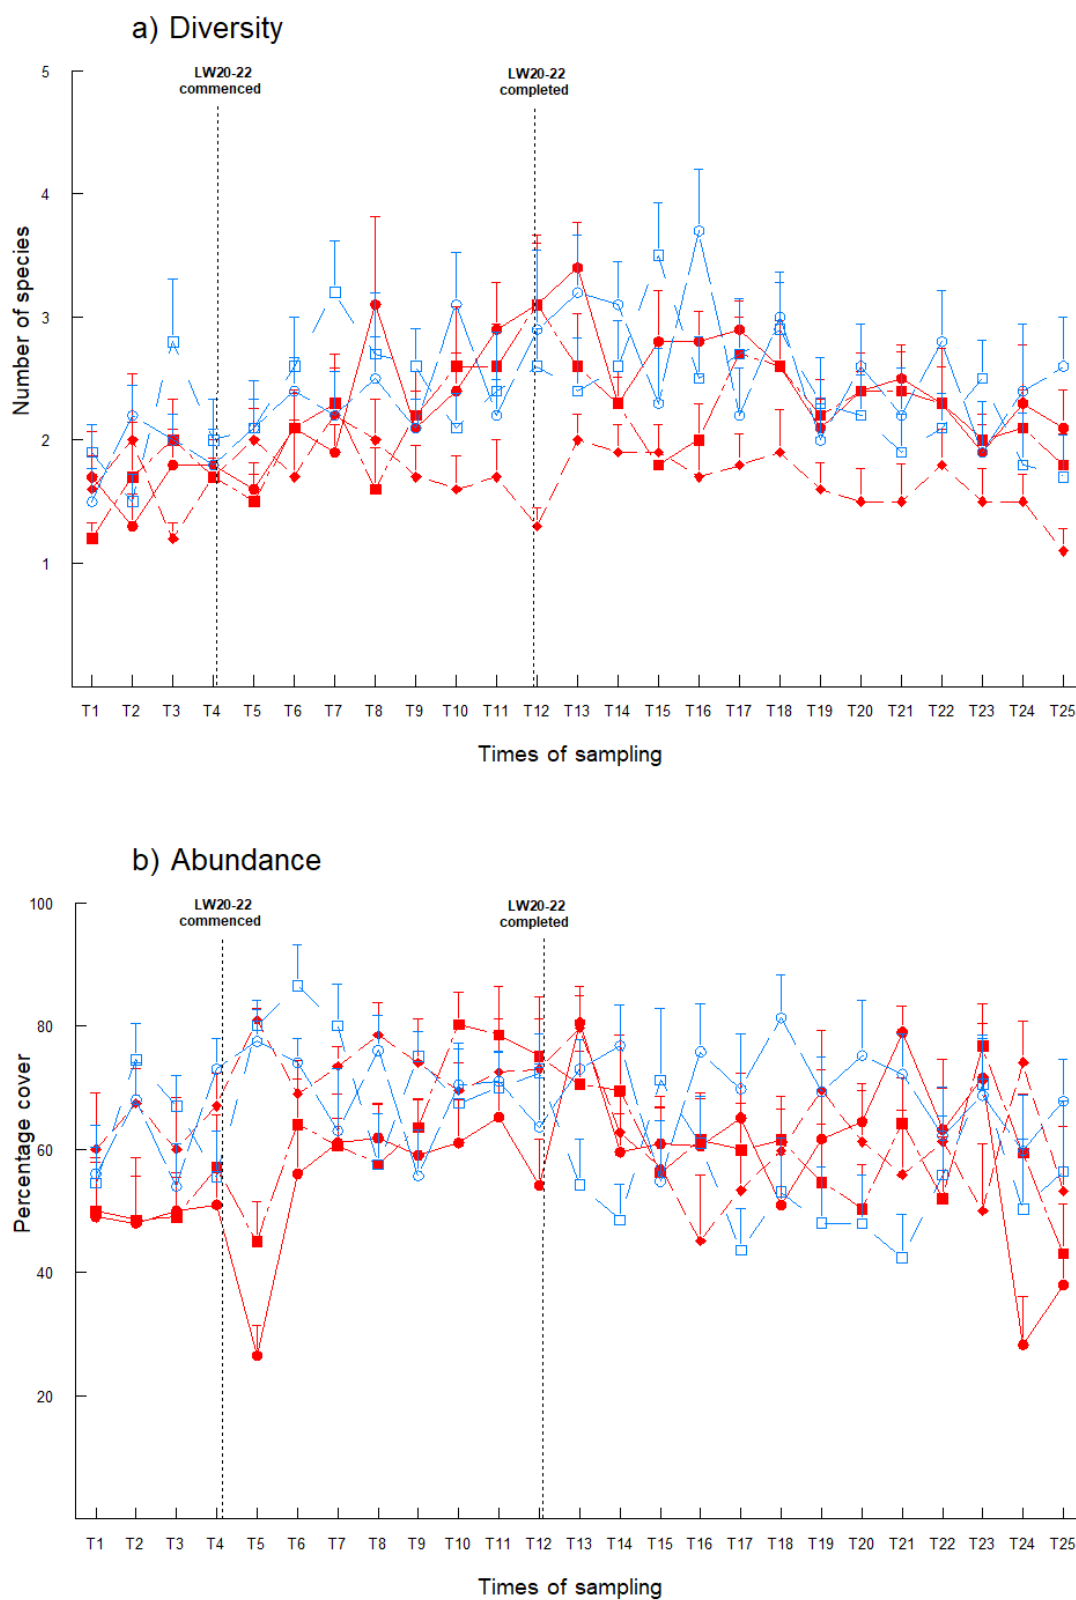 a) Diversity
LW20-22
commenced
LW20-22
completed
5
4
3
2
1
Number of species
T1 T2 T3 T4 T5 T6 T7 T8 T9 T10 T11 T12 T13 T14 T15 T16 T17 T18 T19 T20 T21 T22 T23 T24 T25
Times of sampling
b) Abundance
LW20-22
commenced
LW20-22
completed
100
80
60
40
20
Percentage cover
T1 T2 T3 T4 T5 T6 T7 T8 T9 T10 T11 T12 T13 T14 T15 T16 T17 T18 T19 T20 T21 T22 T23 T24 T25
Times of sampling